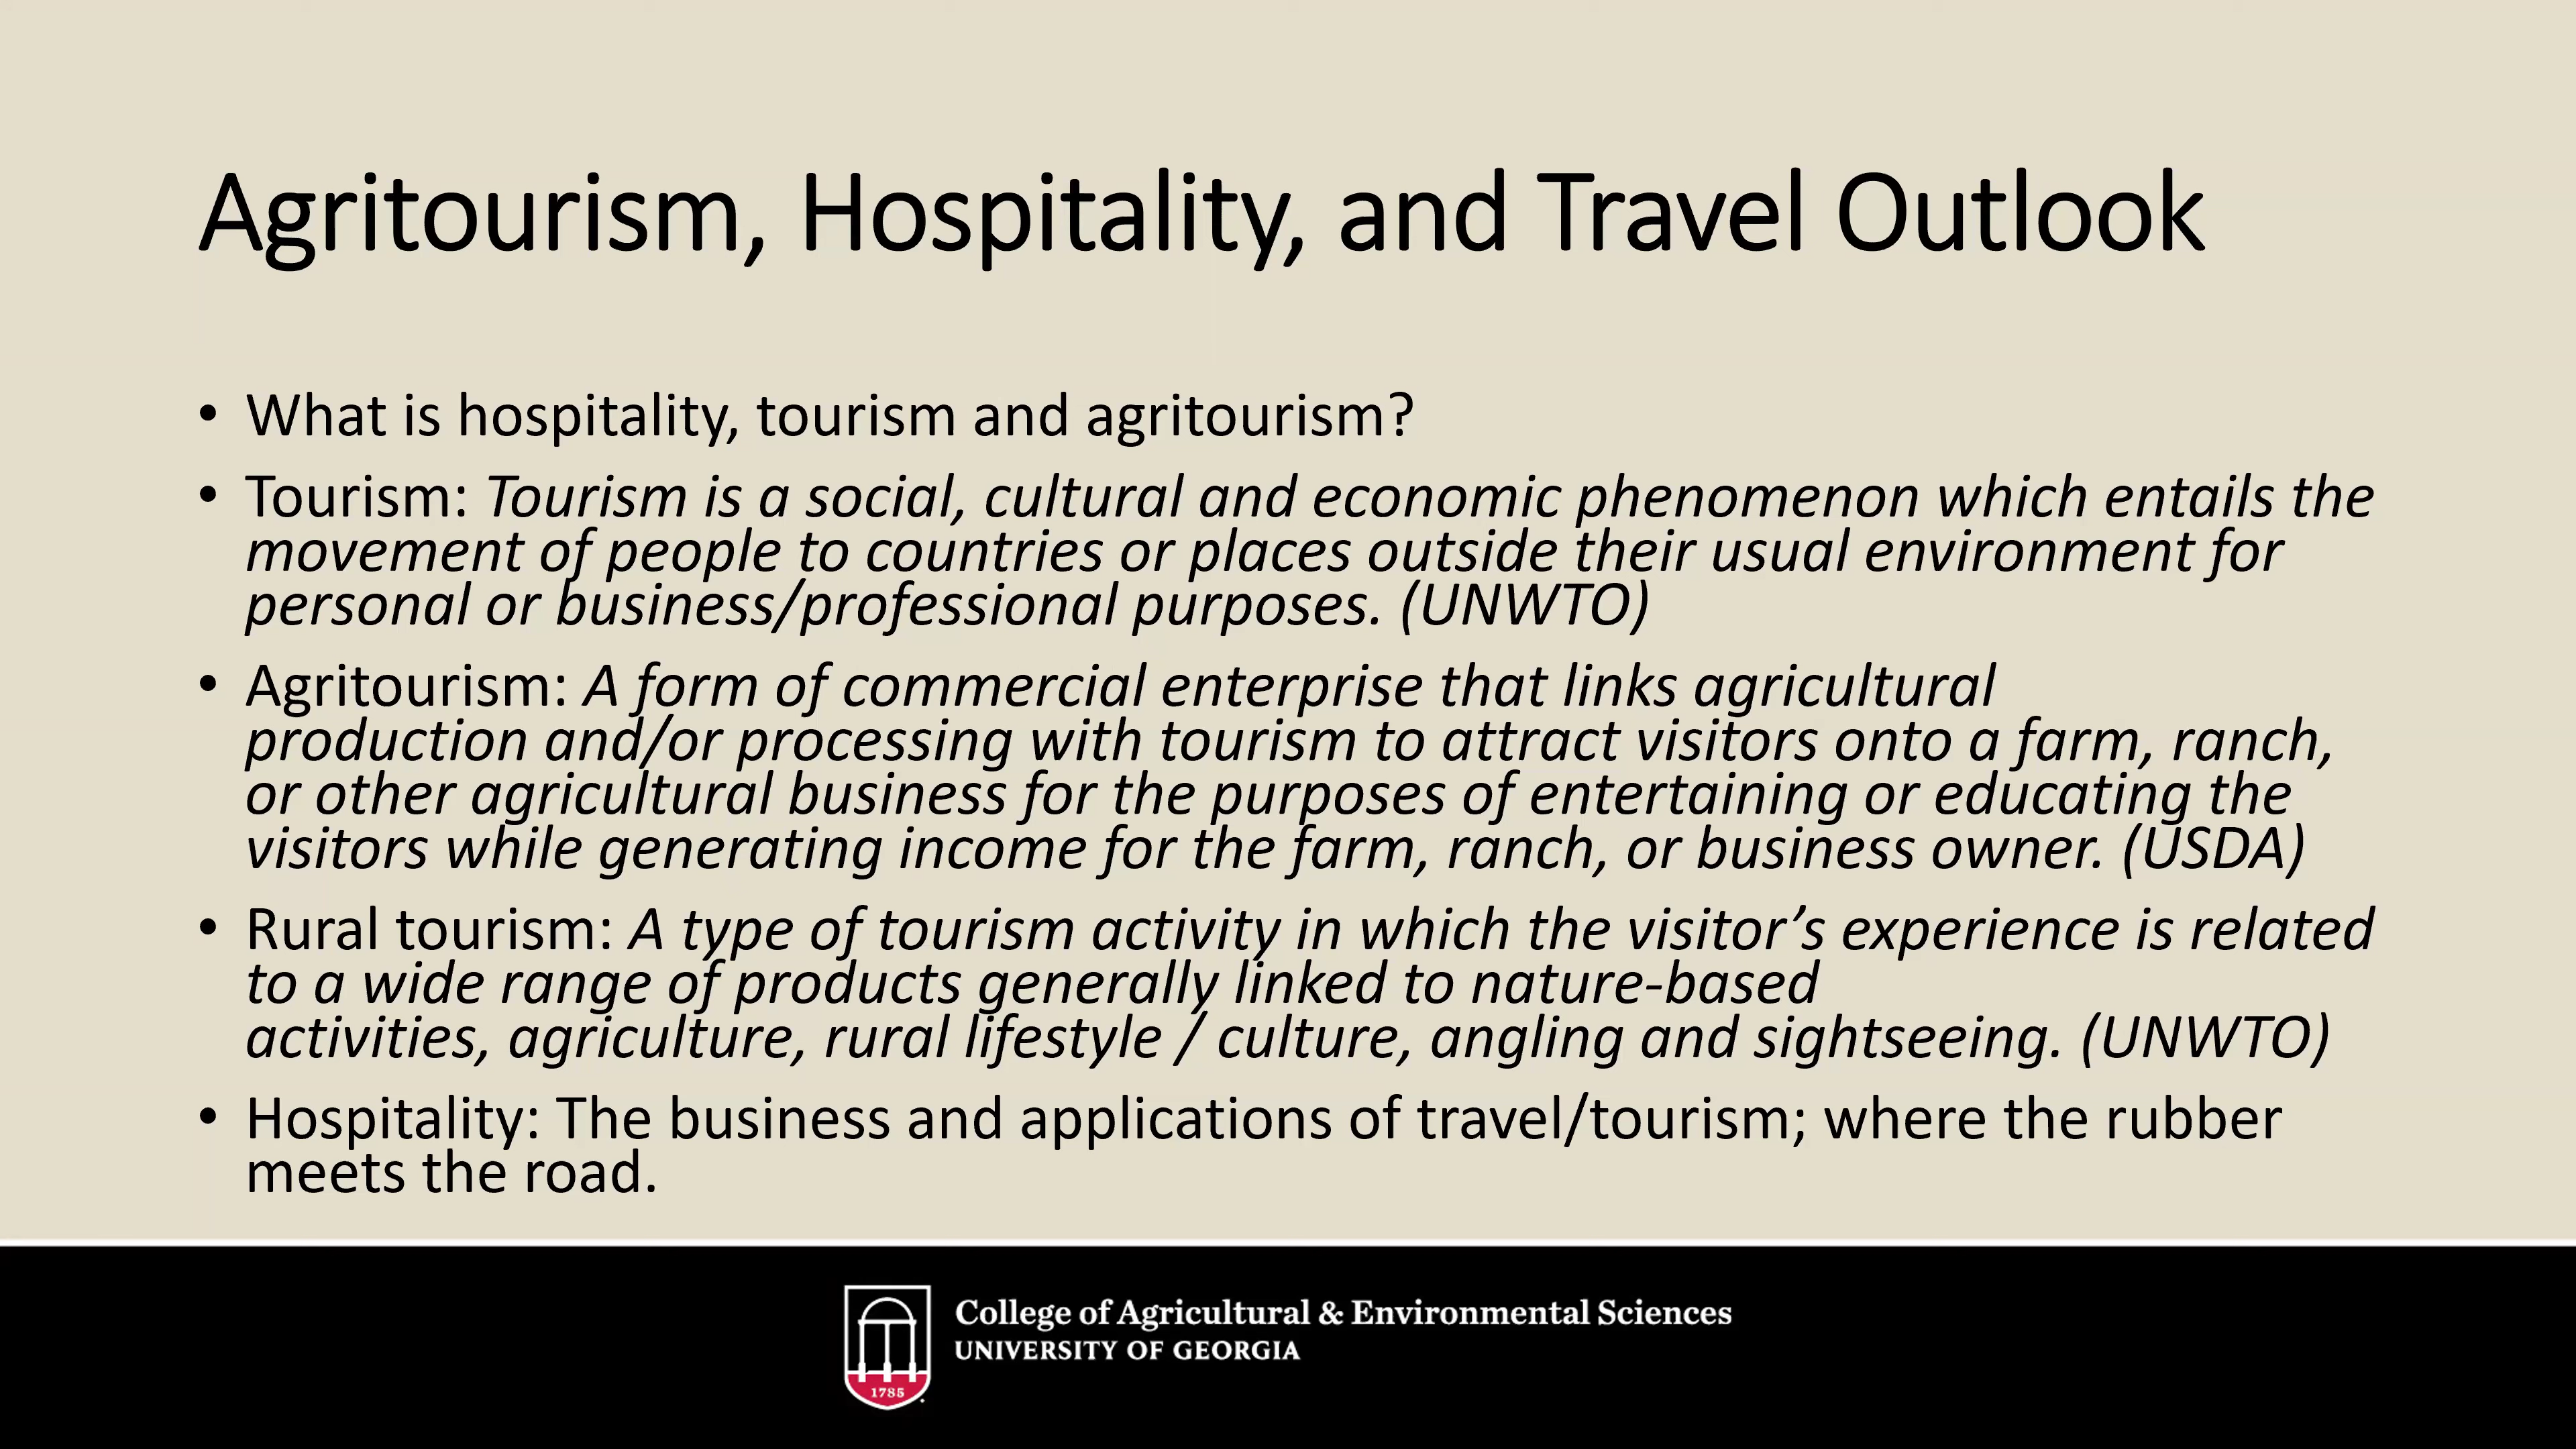 Agritourism, Hospitality, and Travel Outlook
• What is hospitality, tourism and agritourism?
• Tourism: Tourism is a social, cultural and economic phenomenon which entails the
movement of people to countries or places outside their usual environment for
personal or business/professional purposes. (UNWTO)
• Agritourism: A form of commercial enterprise that links agricultural
production and/or processing with tourism to attract visitors onto a farm, ranch,
or other agricultural business for the purposes of entertaining or educating the
visitors while generating income for the farm, ranch, or business owner. (USDA)
• Rural tourism: A type of tourism activity in which the visitor’s experience is related
to a wide range of products generally linked to nature-based
activities, agriculture, rural lifestyle / culture, angling and sightseeing. (UNWTO)
• Hospitality: The business and applications of travel/tourism; where the rubber
meets the road.
College of Agricultural & Environmental Sciences
UNIVERSITY OF GEORGIA
1785